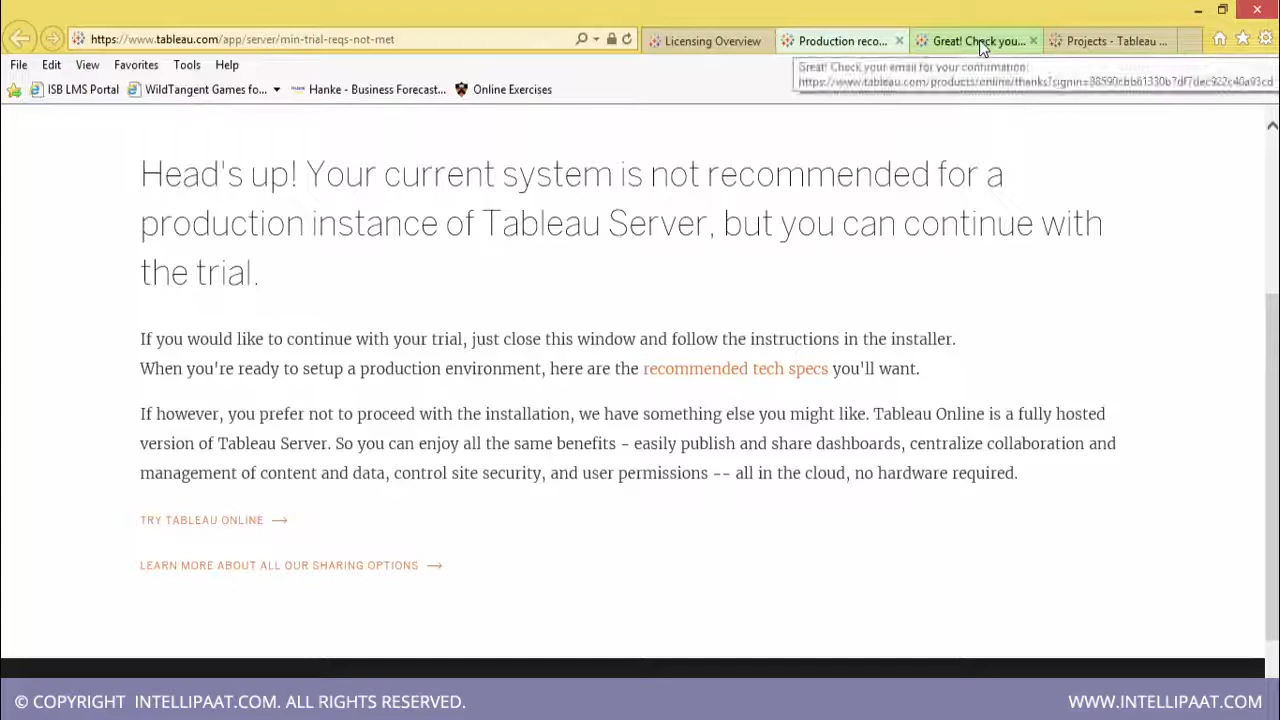 https://www.tableau.com/app/server/min-trial-reqs-not-met
Licensing Overview
Production reco...
Great! Check you...
Projects - Tableau ...
File Edit View Favorites Tools Help
Great! Check your email for your confirmation:
ISB LMS Portal
WildTangent Games fo...
Hanke - Business Forecast...
Online Exercises
Head's up! Your current system is not recommended for a
production instance of Tableau Server, but you can continue with
the trial.
If you would like to continue with your trial, just close this window and follow the instructions in the installer.
When you're ready to setup a production environment, here are the recommended tech specs you'll want.
If however, you prefer not to proceed with the installation, we have something else you might like. Tableau Online is a fully hosted
version of Tableau Server. So you can enjoy all the same benefits - easily publish and share dashboards, centralize collaboration and
management of content and data, control site security, and user permissions -- all in the cloud, no hardware required.
TRY TABLEAU ONLINE
LEARN MORE ABOUT ALL OUR SHARING OPTIONS
© COPYRIGHT INTELLIPAAT.COM. ALL RIGHTS RESERVED.
WWW.INTELLIPAAT.COM